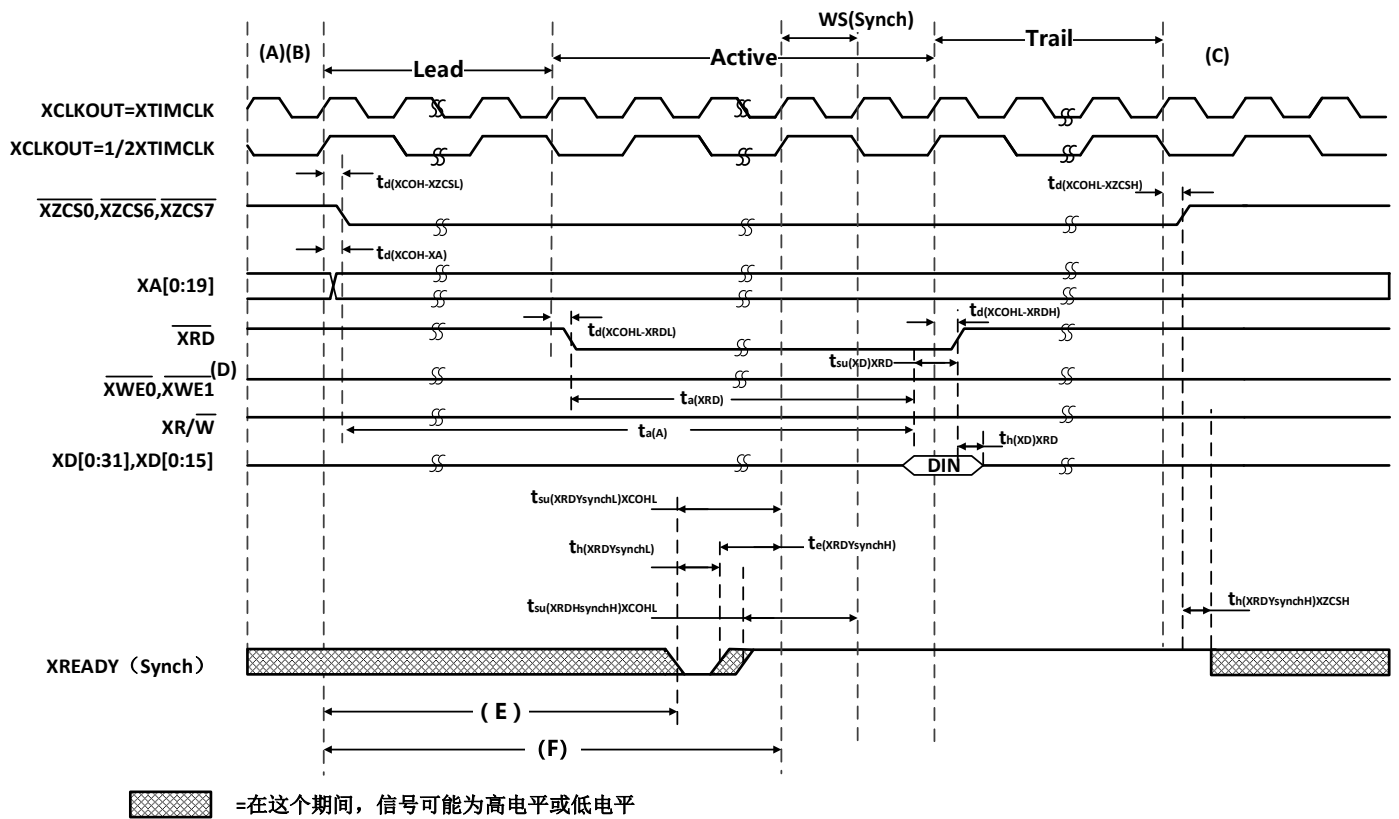 WS(Synch)
(A)(B)
Lead
Active
Trail
(C)
XCLKOUT=XTIMCLK
XCLKOUT=1/2XTIMCLK
td(XCOH-XZCSL)
td(XCOHL-XZCSH)
XZCS0,XZCS6,XZCS7
td(XCOH-XA)
XA[0:19]
td(XCOHL-XRDL)
td(XCOHL-XRDH)
XRD
tsu(XD)XRD
XWE0,XWE1(D)
ta(XRD)
XR/W
ta(A)
th(XD)XRD
XD[0:31],XD[0:15]
DIN
tsu(XRDYsynchL)XCOHL
th(XRDYsynchL)
te(XRDYsynchH)
tsu(XRDHsynchH)XCOHL
th(XRDYsynchH)XZCSH
XREADY（Synch）
( E )
(F)
=在这个期间，信号可能为高电平或低电平